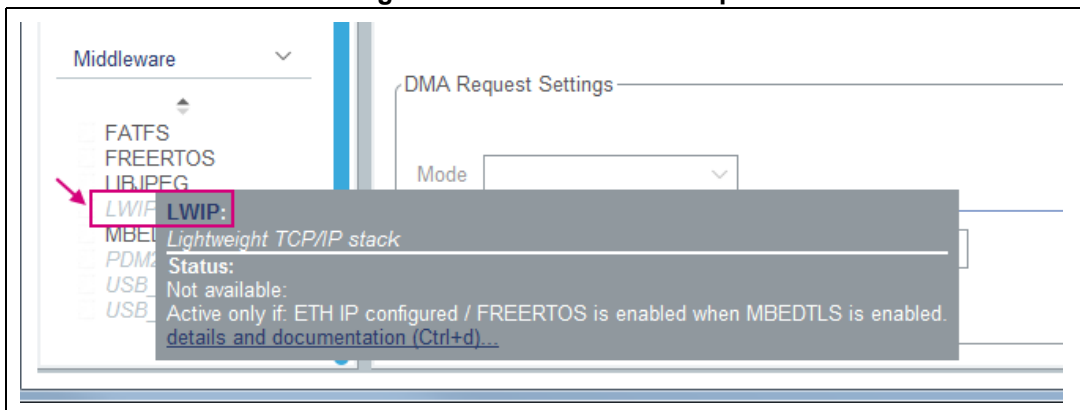 Middleware
DMA Request Settings
FATFS
FREERTOS
LIBJPEG
Mode
LWIP
LWIP:
Lightweight TCP/IP stack
Status:
Not available:
Active only if: ETH IP configured / FREERTOS is enabled when MBEDTLS is enabled.
details and documentation (Ctrl+d)...